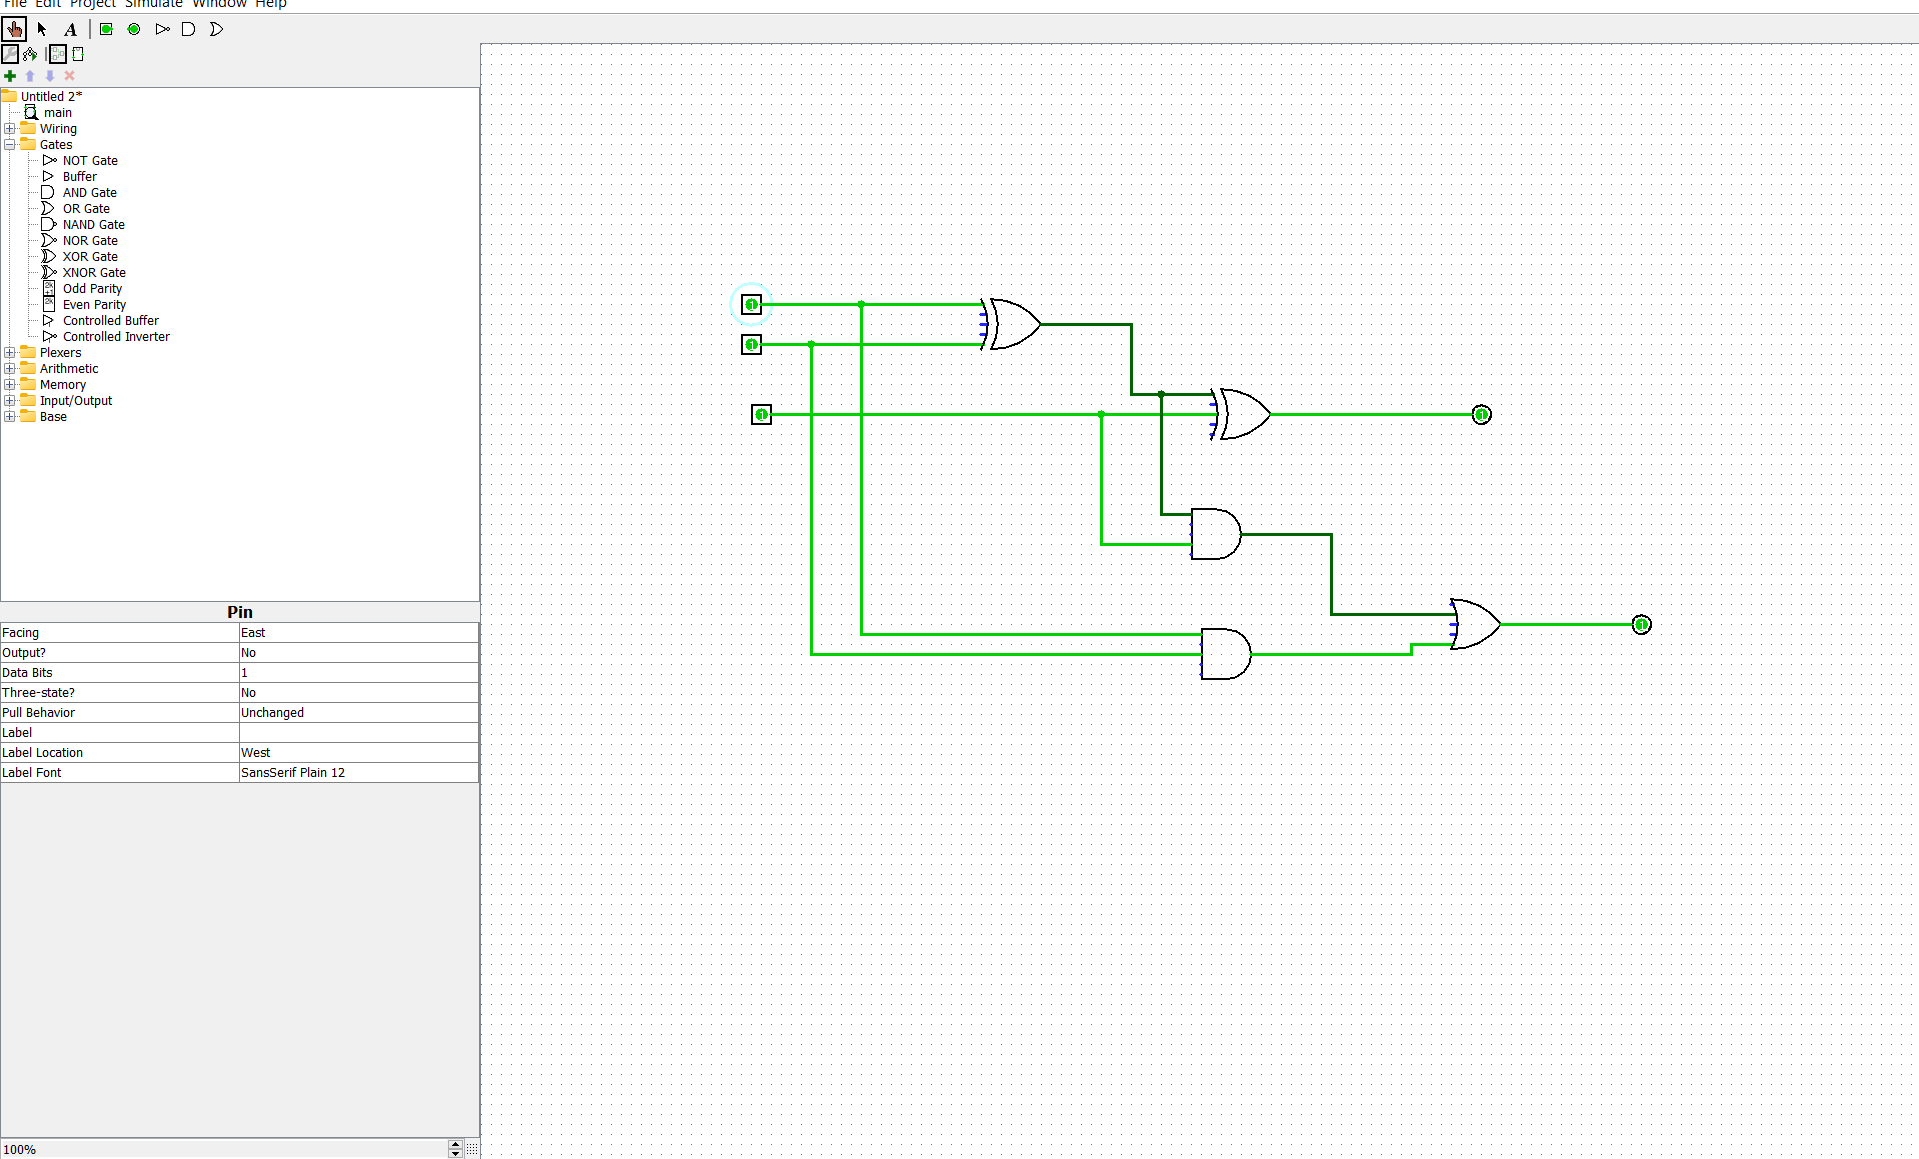 File Edit Project Simulate Window Help
A
Untitled 2*
main
Wiring
Gates
NOT Gate
Buffer
AND Gate
OR Gate
NAND Gate
NOR Gate
XOR Gate
XNOR Gate
Odd Parity
Even Parity
Controlled Buffer
Controlled Inverter
Plexers
Arithmetic
Memory
Input/Output
Base
Pin
Facing East
Output? No
Data Bits 1
Three-state? No
Pull Behavior Unchanged
Label
Label Location West
Label Font SansSerif Plain 12
100%
1
1
1
1
1